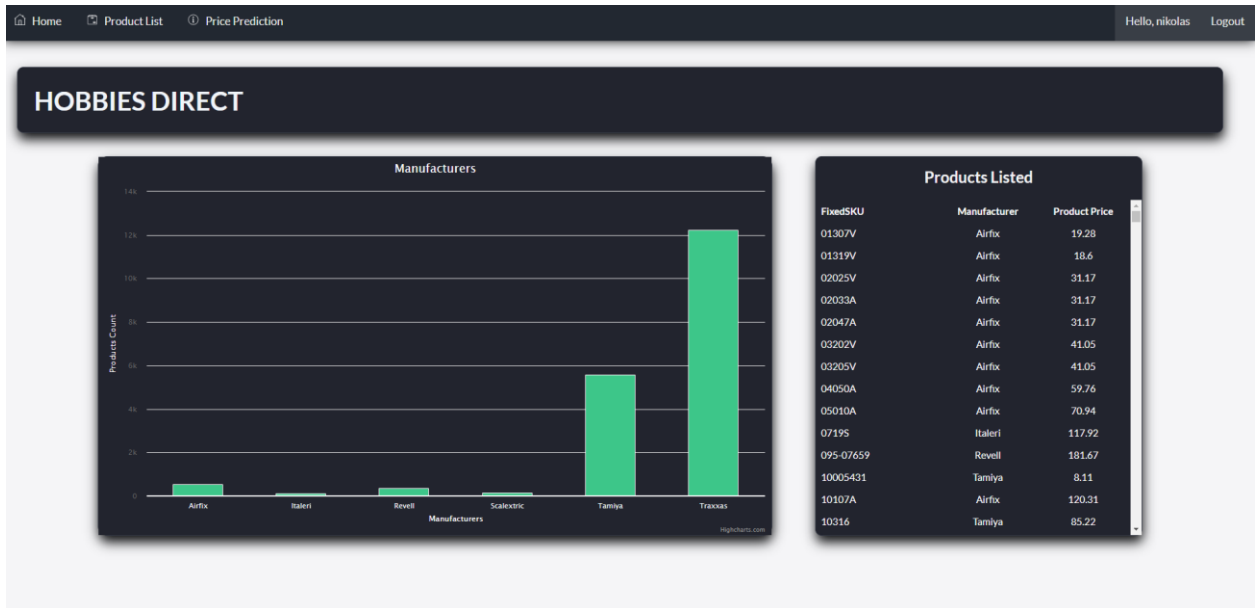 Home Product List Price Prediction Hello, nikolas Logout
HOBBIES DIRECT
Manufacturers
14k
12k
10k
8k
6k
4k
2k
0
Products Count
Airfix Italeri Revell Scalextric Tamiya Traxxas
Manufacturers
Highcharts.com
Products Listed
FixedSKU Manufacturer Product Price
01307V Airfix 19.28
01319V Airfix 18.6
02025V Airfix 31.17
02033A Airfix 31.17
02047A Airfix 31.17
03202V Airfix 41.05
03205V Airfix 41.05
04050A Airfix 59.76
05010A Airfix 70.94
0719S Italeri 117.92
095-07659 Revell 181.67
10005431 Tamiya 8.11
10107A Airfix 120.31
10316 Tamiya 85.22